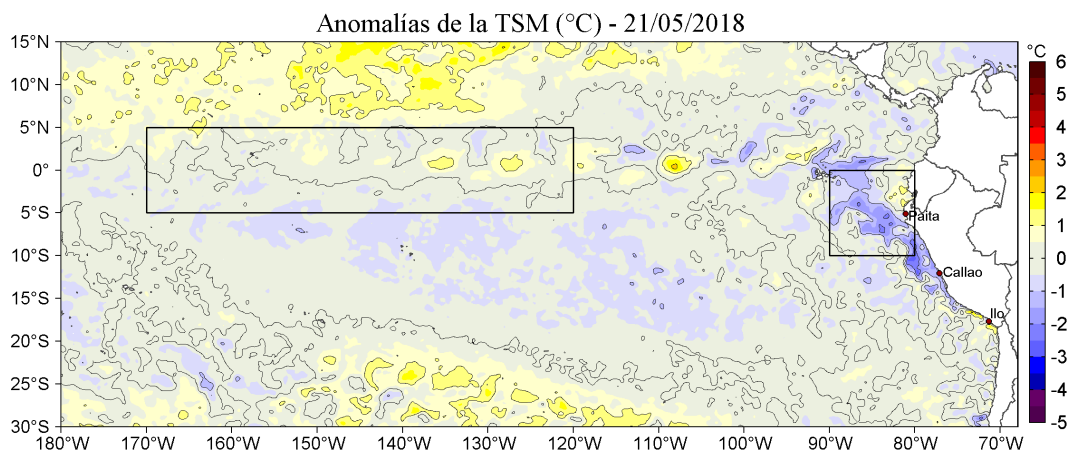 Anomalías de la TSM (°C) - 21/05/2018
15°N
10°N
5°N
0°
5°S
10°S
15°S
20°S
25°S
30°S
180°W
170°W
160°W
150°W
140°W
130°W
120°W
110°W
100°W
90°W
80°W
70°W
Paita
Callao
Ilo
°C
6
5
4
3
2
1
0
-1
-2
-3
-4
-5